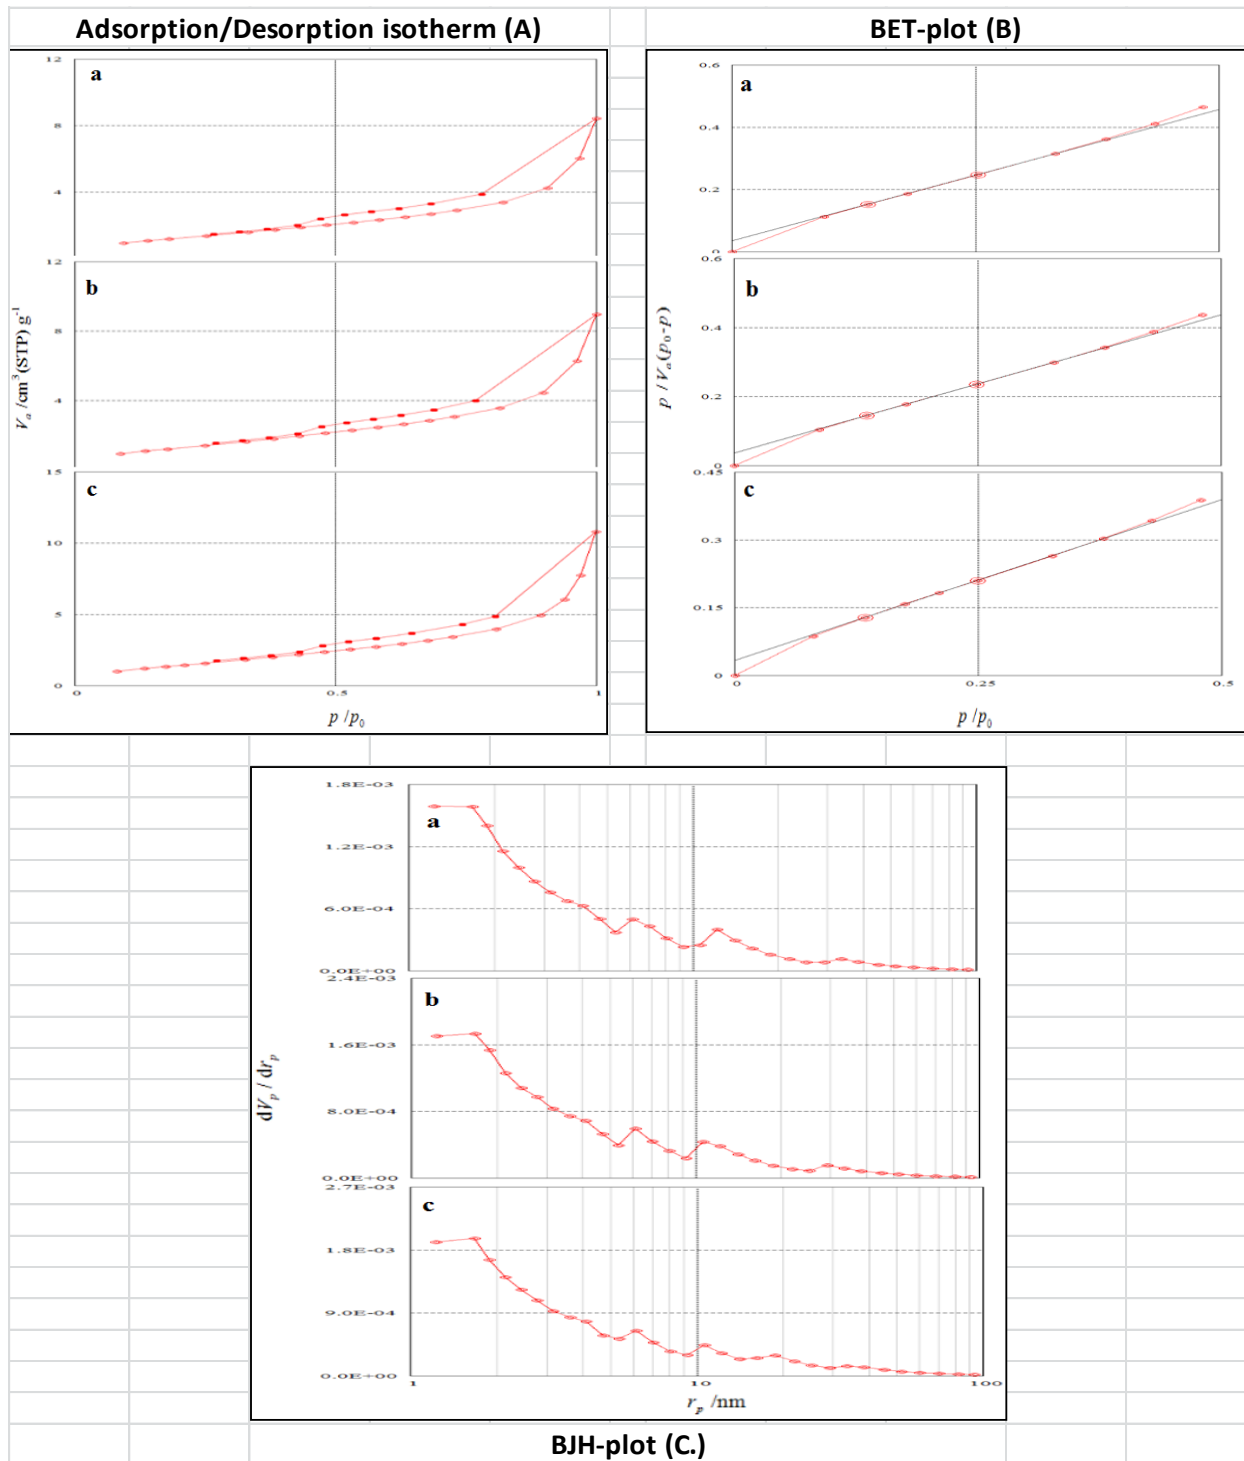 Adsorption/Desorption isotherm (A)
BET-plot (B)
12
a
8
4
12
b
8
4
15
c
10
5
0
0
0.5
1
Vₐ /cm³ (STP) g⁻¹
p /p₀
0.6
a
0.4
0.2
0
0.6
b
0.4
0.2
0
0.45
c
0.3
0.15
0
0
0.25
0.5
p / Vₐ(p₀-p)
p/p₀
1.8E-03
a
1.2E-03
6.0E-04
0.0E+00
2.4E-03
b
1.6E-03
8.0E-04
0.0E+00
2.7E-03
c
1.8E-03
9.0E-04
0.0E+00
1
10
100
dVₚ / drₚ
rₚ /nm
BJH-plot (C.)